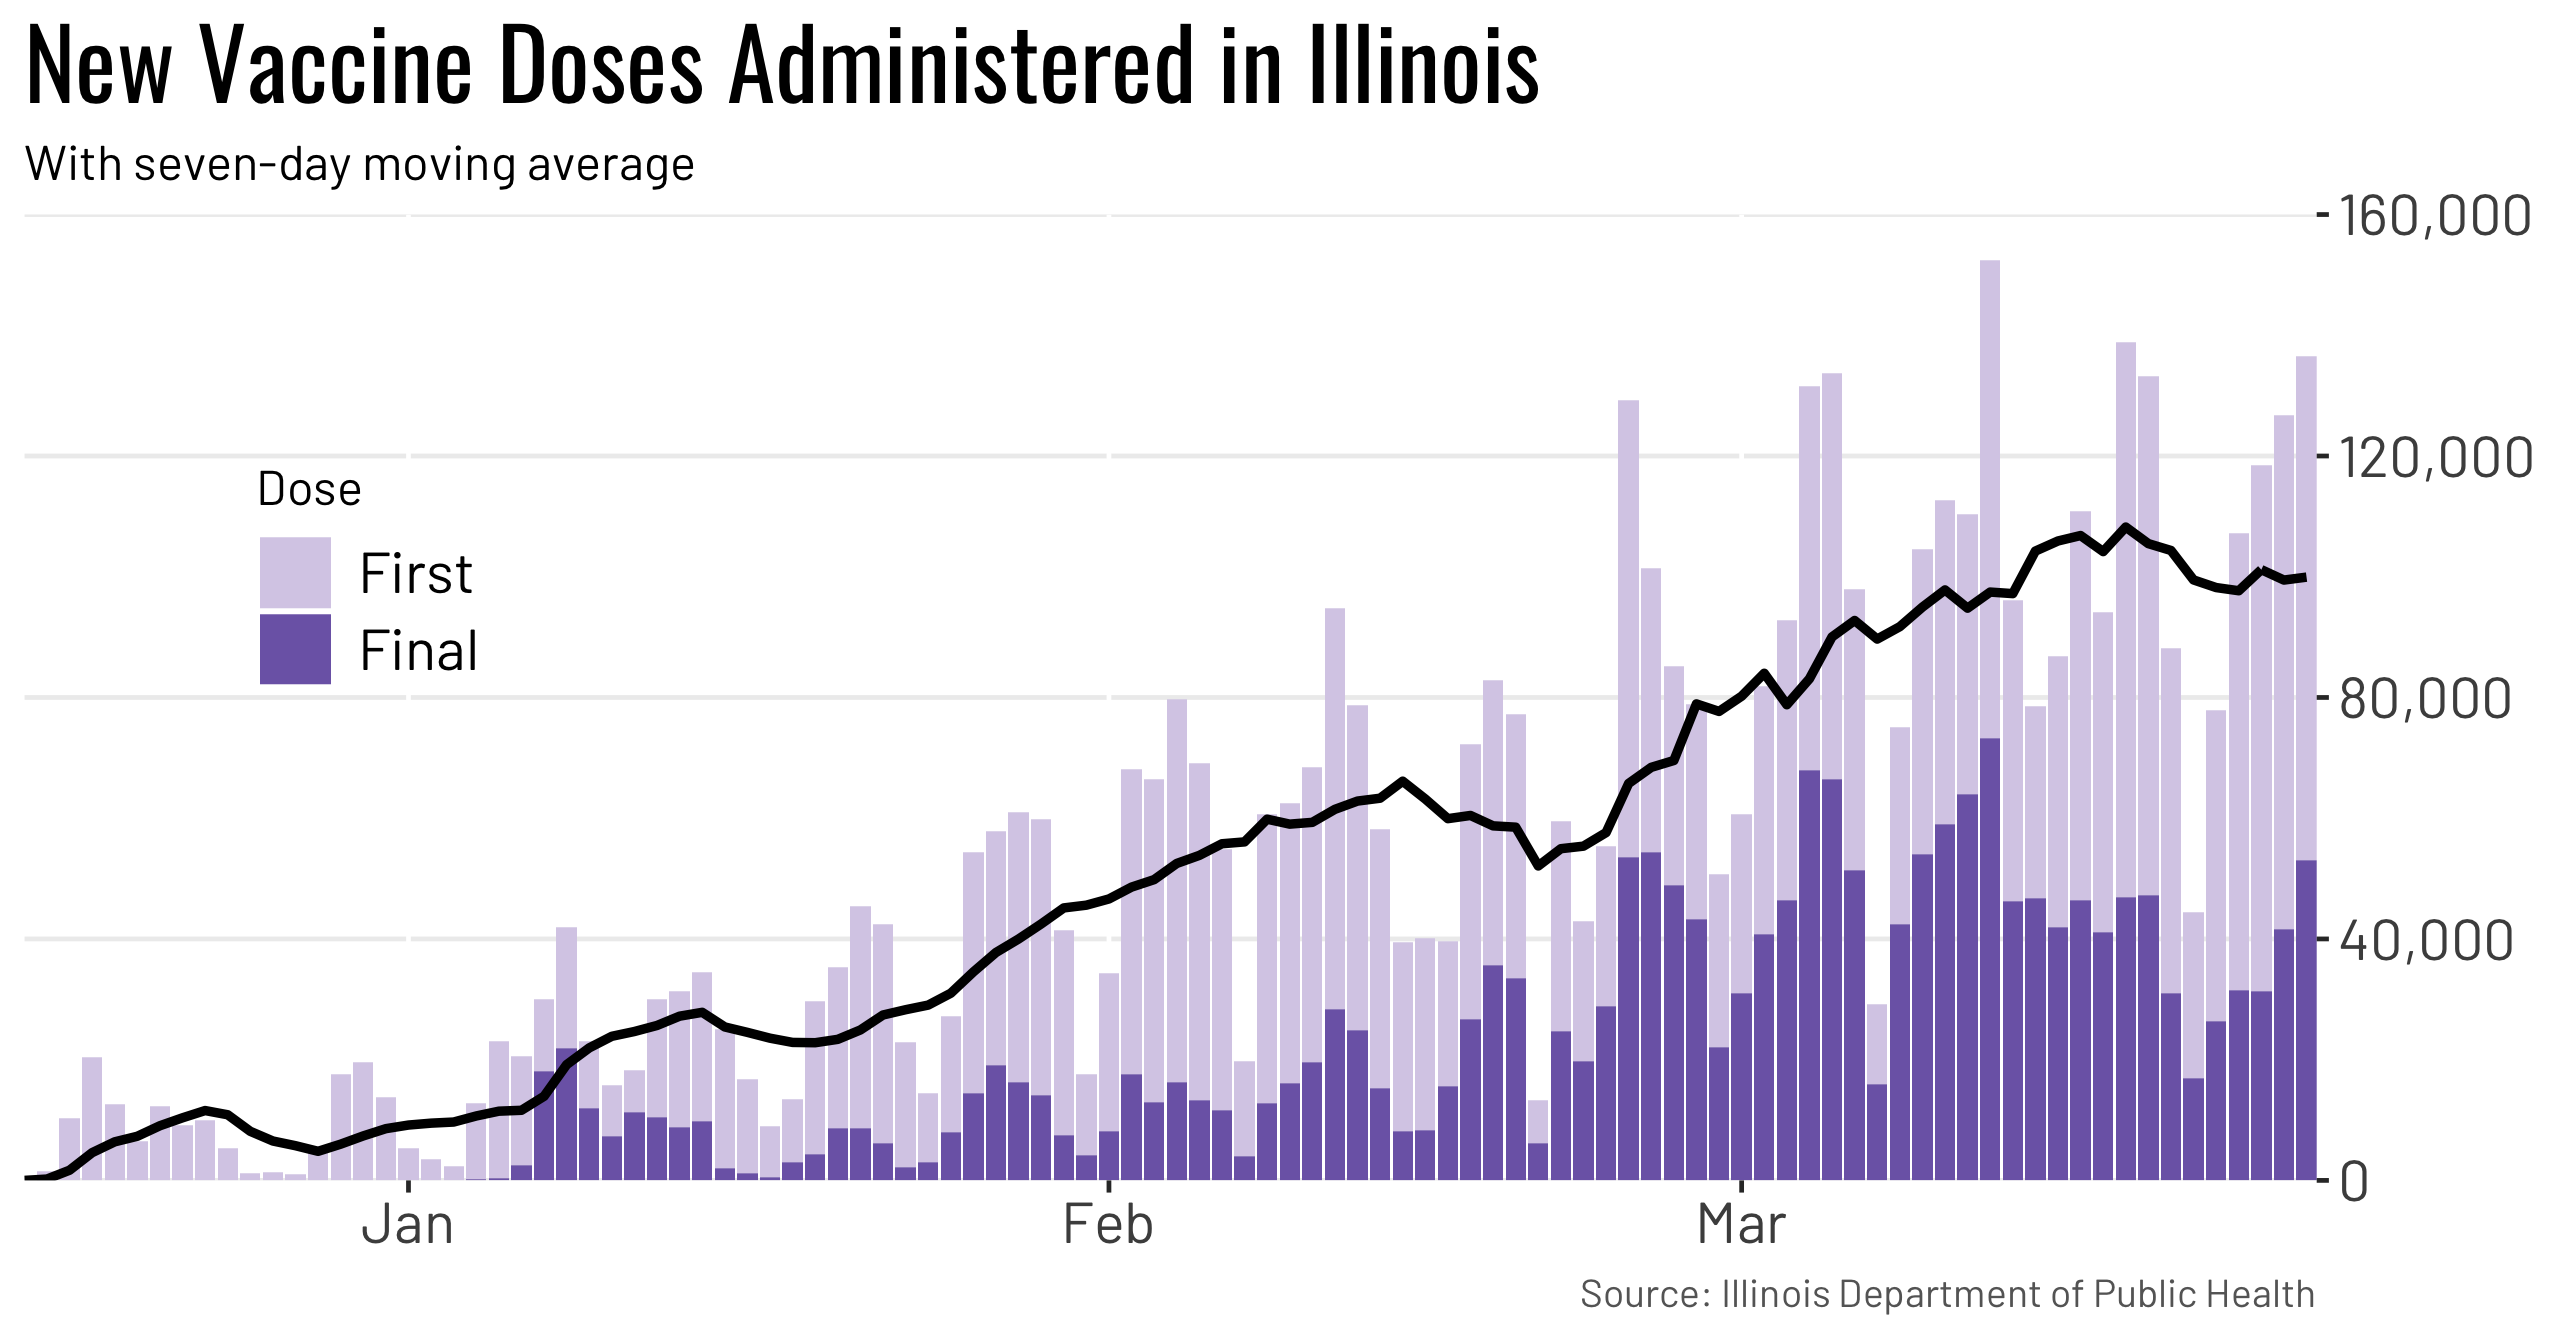 New Vaccine Doses Administered in Illinois
With seven-day moving average
160,000
120,000
Dose
First
Final
80,000
40,000
0
Jan
Feb
Mar
Source: Illinois Department of Public Health